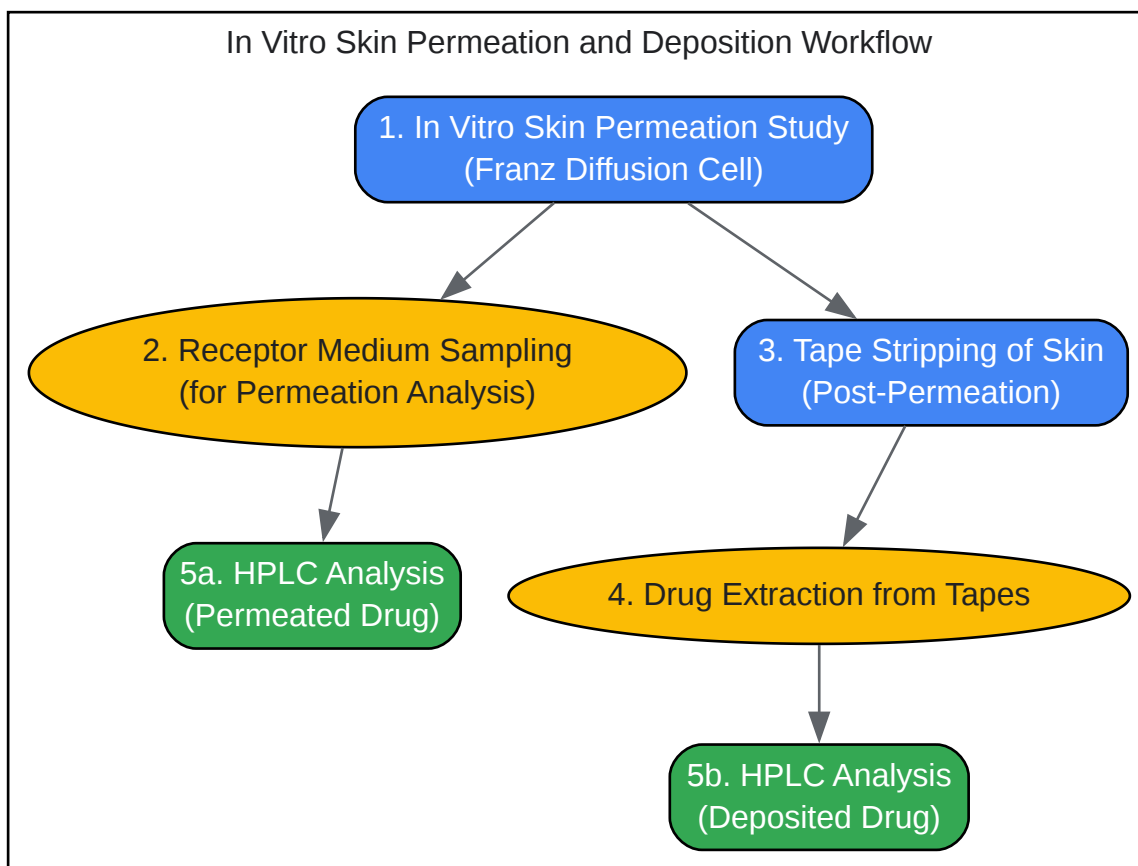 In Vitro Skin Permeation and Deposition Workflow
1. In Vitro Skin Permeation Study
(Franz Diffusion Cell)
2. Receptor Medium Sampling
(for Permeation Analysis)
3. Tape Stripping of Skin
(Post-Permeation)
5a. HPLC Analysis
(Permeated Drug)
4. Drug Extraction from Tapes
5b. HPLC Analysis
(Deposited Drug)